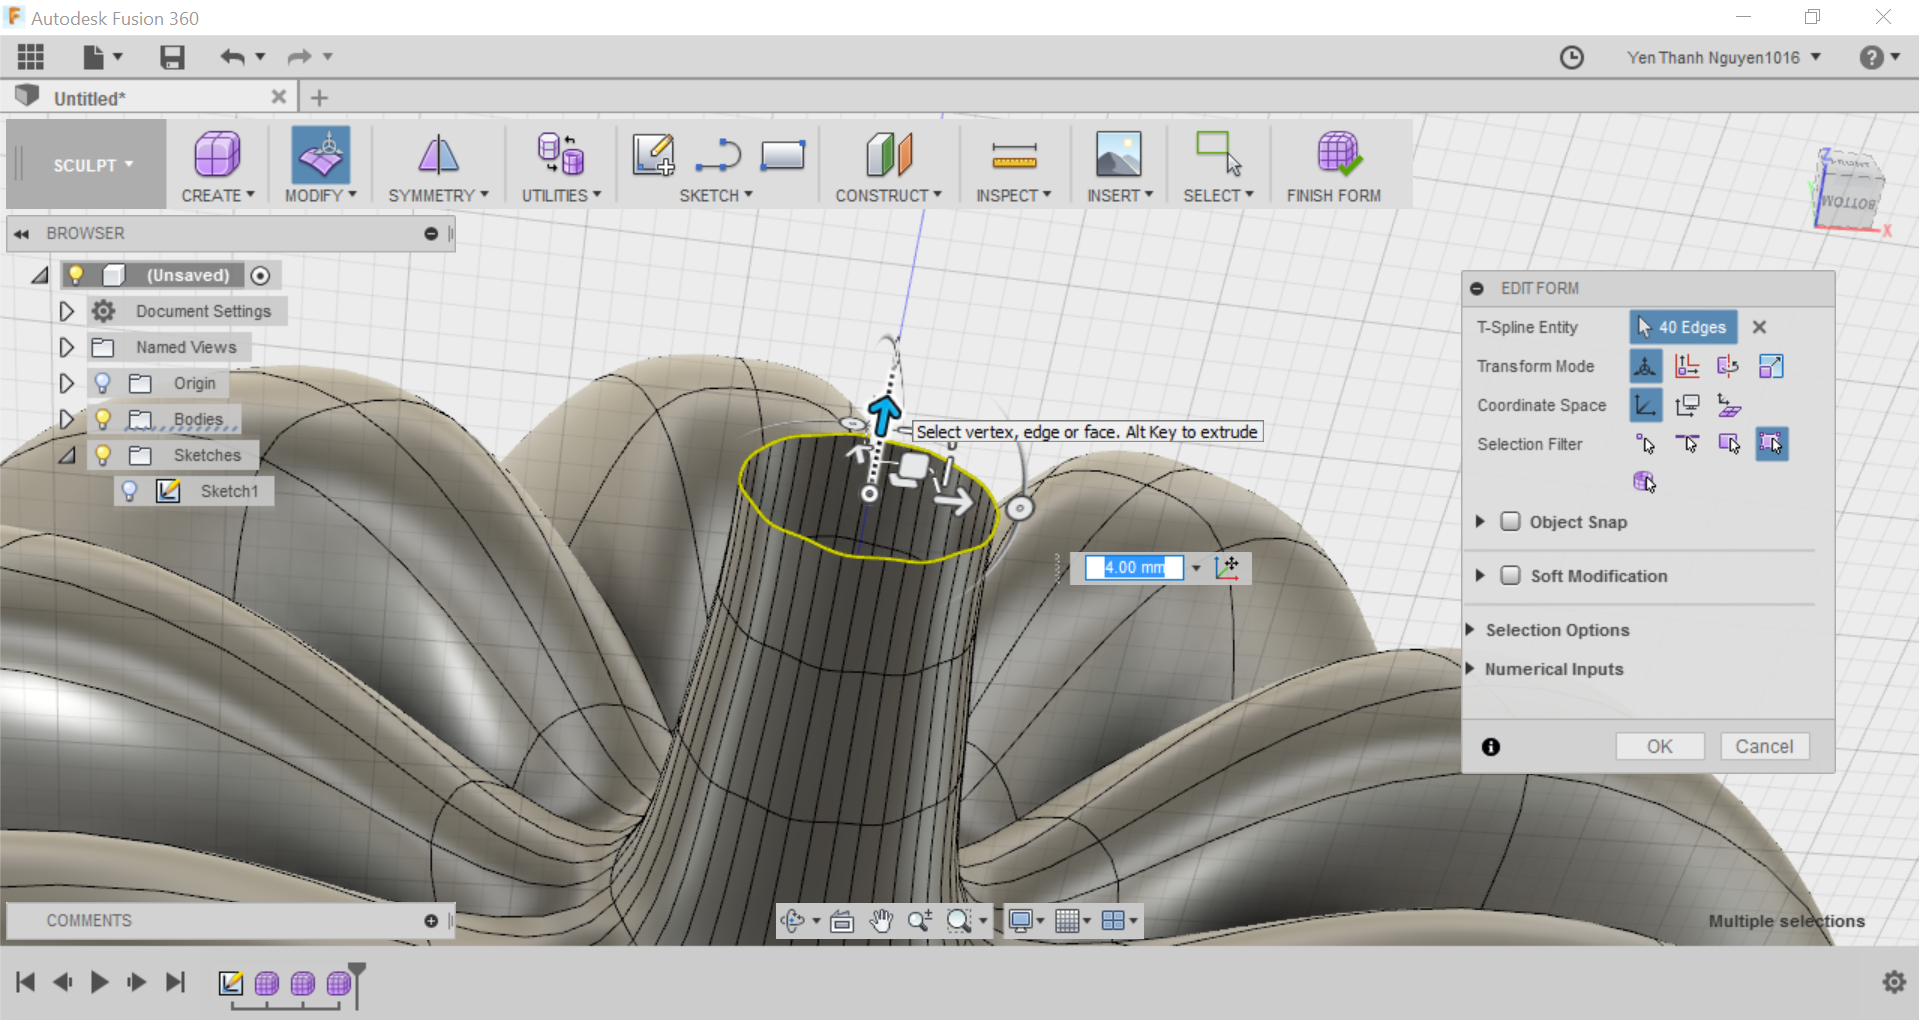 Autodesk Fusion 360
Yen Thanh Nguyen1016
Untitled*
SCULPT
CREATE
MODIFY
SYMMETRY
UTILITIES
SKETCH
CONSTRUCT
INSPECT
INSERT
SELECT
FINISH FORM
Z
FRONT
Y
BOTTOM
X
BROWSER
(Unsaved)
Document Settings
Named Views
Origin
Bodies
Sketches
Sketch1
Select vertex, edge or face. Alt Key to extrude
4.00 mm
EDIT FORM
T-Spline Entity
40 Edges
Transform Mode
Coordinate Space
Selection Filter
Object Snap
Soft Modification
Selection Options
Numerical Inputs
OK
Cancel
COMMENTS
Multiple selections